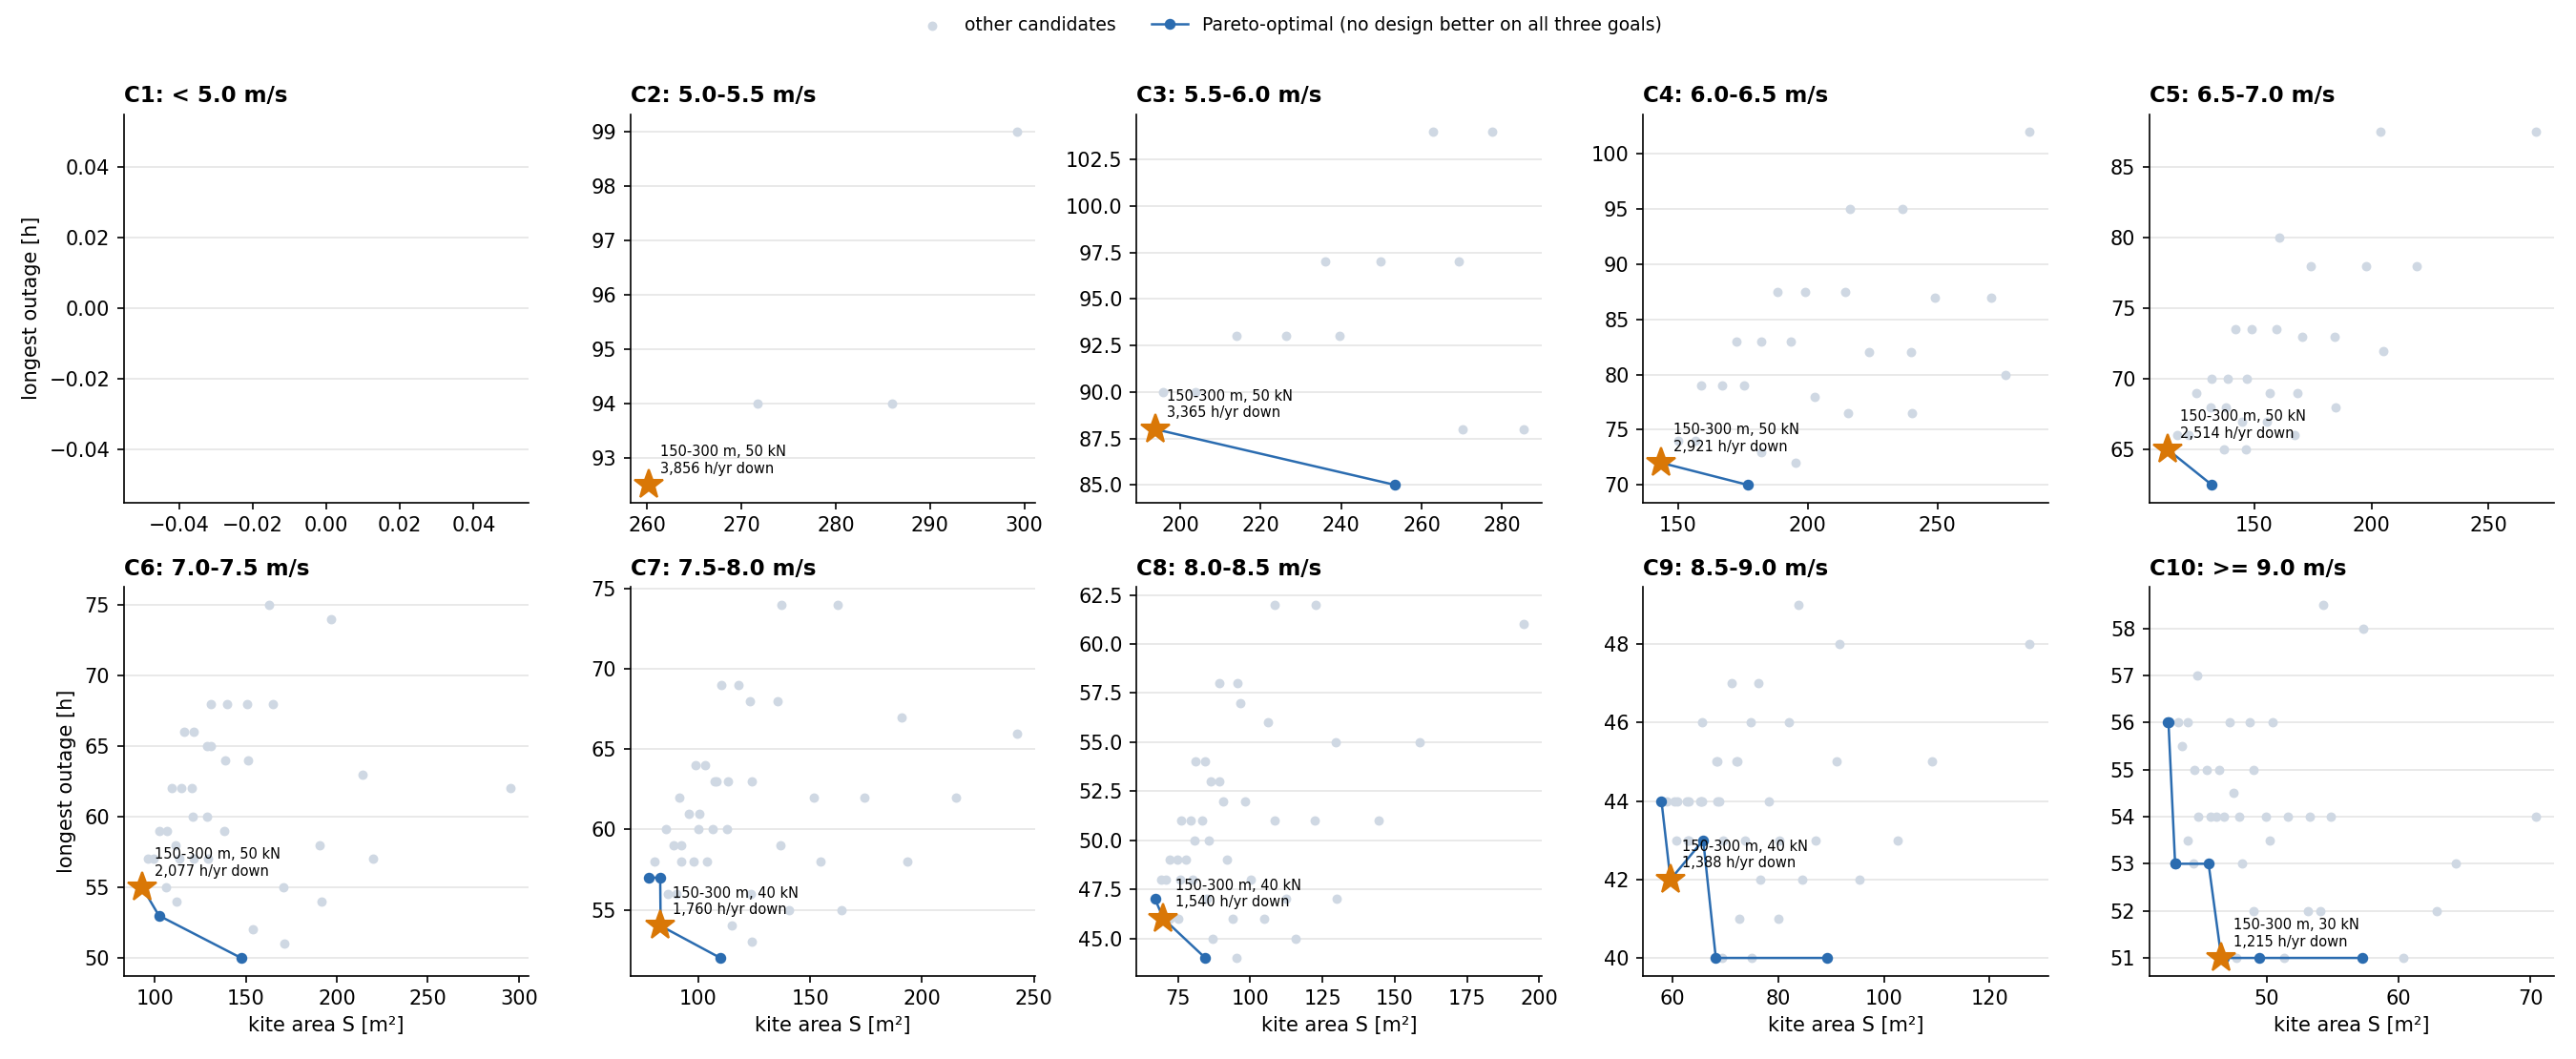 other candidates
Pareto-optimal (no design better on all three goals)
C1: < 5.0 m/s
longest outage [h]
0.04
0.02
0.00
−0.02
−0.04
−0.04
−0.02
0.00
0.02
0.04
C2: 5.0-5.5 m/s
99
98
97
96
95
94
93
150-300 m, 50 kN
3,856 h/yr down
260
270
280
290
300
C3: 5.5-6.0 m/s
102.5
100.0
97.5
95.0
92.5
90.0
87.5
85.0
150-300 m, 50 kN
3,365 h/yr down
200
220
240
260
280
C4: 6.0-6.5 m/s
100
95
90
85
80
75
70
150-300 m, 50 kN
2,921 h/yr down
150
200
250
C5: 6.5-7.0 m/s
85
80
75
70
65
150-300 m, 50 kN
2,514 h/yr down
150
200
250
C6: 7.0-7.5 m/s
longest outage [h]
75
70
65
60
55
50
150-300 m, 50 kN
2,077 h/yr down
100
150
200
250
300
kite area S [m²]
C7: 7.5-8.0 m/s
75
70
65
60
55
150-300 m, 40 kN
1,760 h/yr down
100
150
200
250
kite area S [m²]
C8: 8.0-8.5 m/s
62.5
60.0
57.5
55.0
52.5
50.0
47.5
45.0
150-300 m, 40 kN
1,540 h/yr down
75
100
125
150
175
200
kite area S [m²]
C9: 8.5-9.0 m/s
48
46
44
42
40
150-300 m, 40 kN
1,388 h/yr down
60
80
100
120
kite area S [m²]
C10: >= 9.0 m/s
58
57
56
55
54
53
52
51
150-300 m, 30 kN
1,215 h/yr down
50
60
70
kite area S [m²]